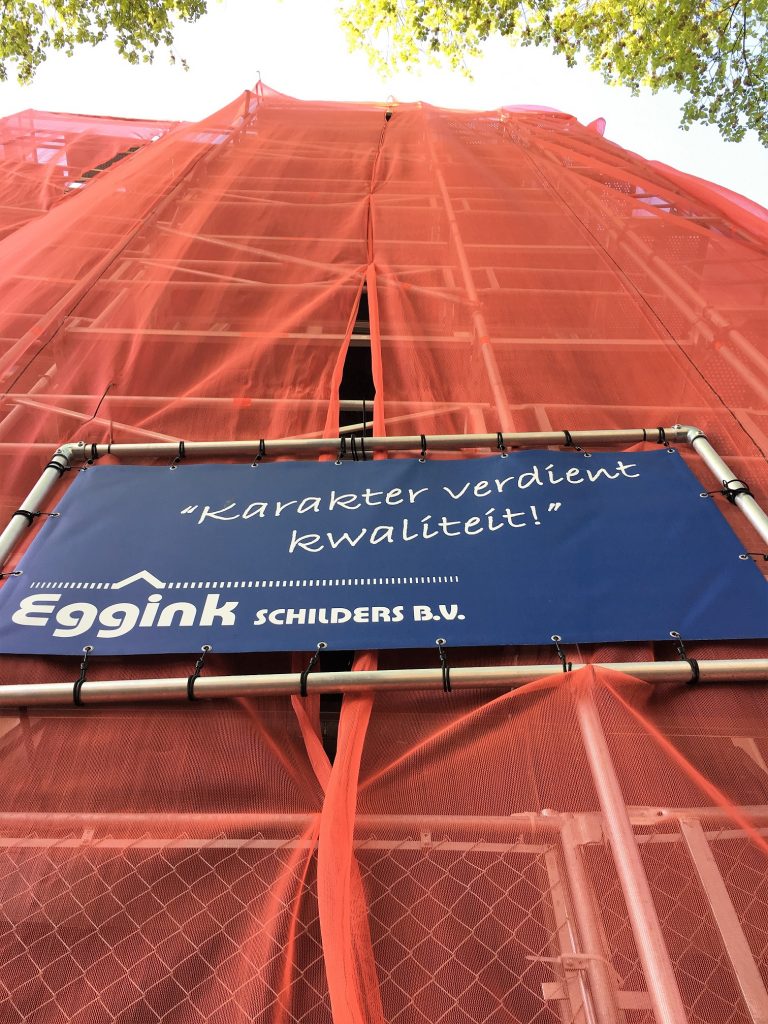 “Karakter verdient
kwaliteit!”
Eggink SCHILDERS B.V.